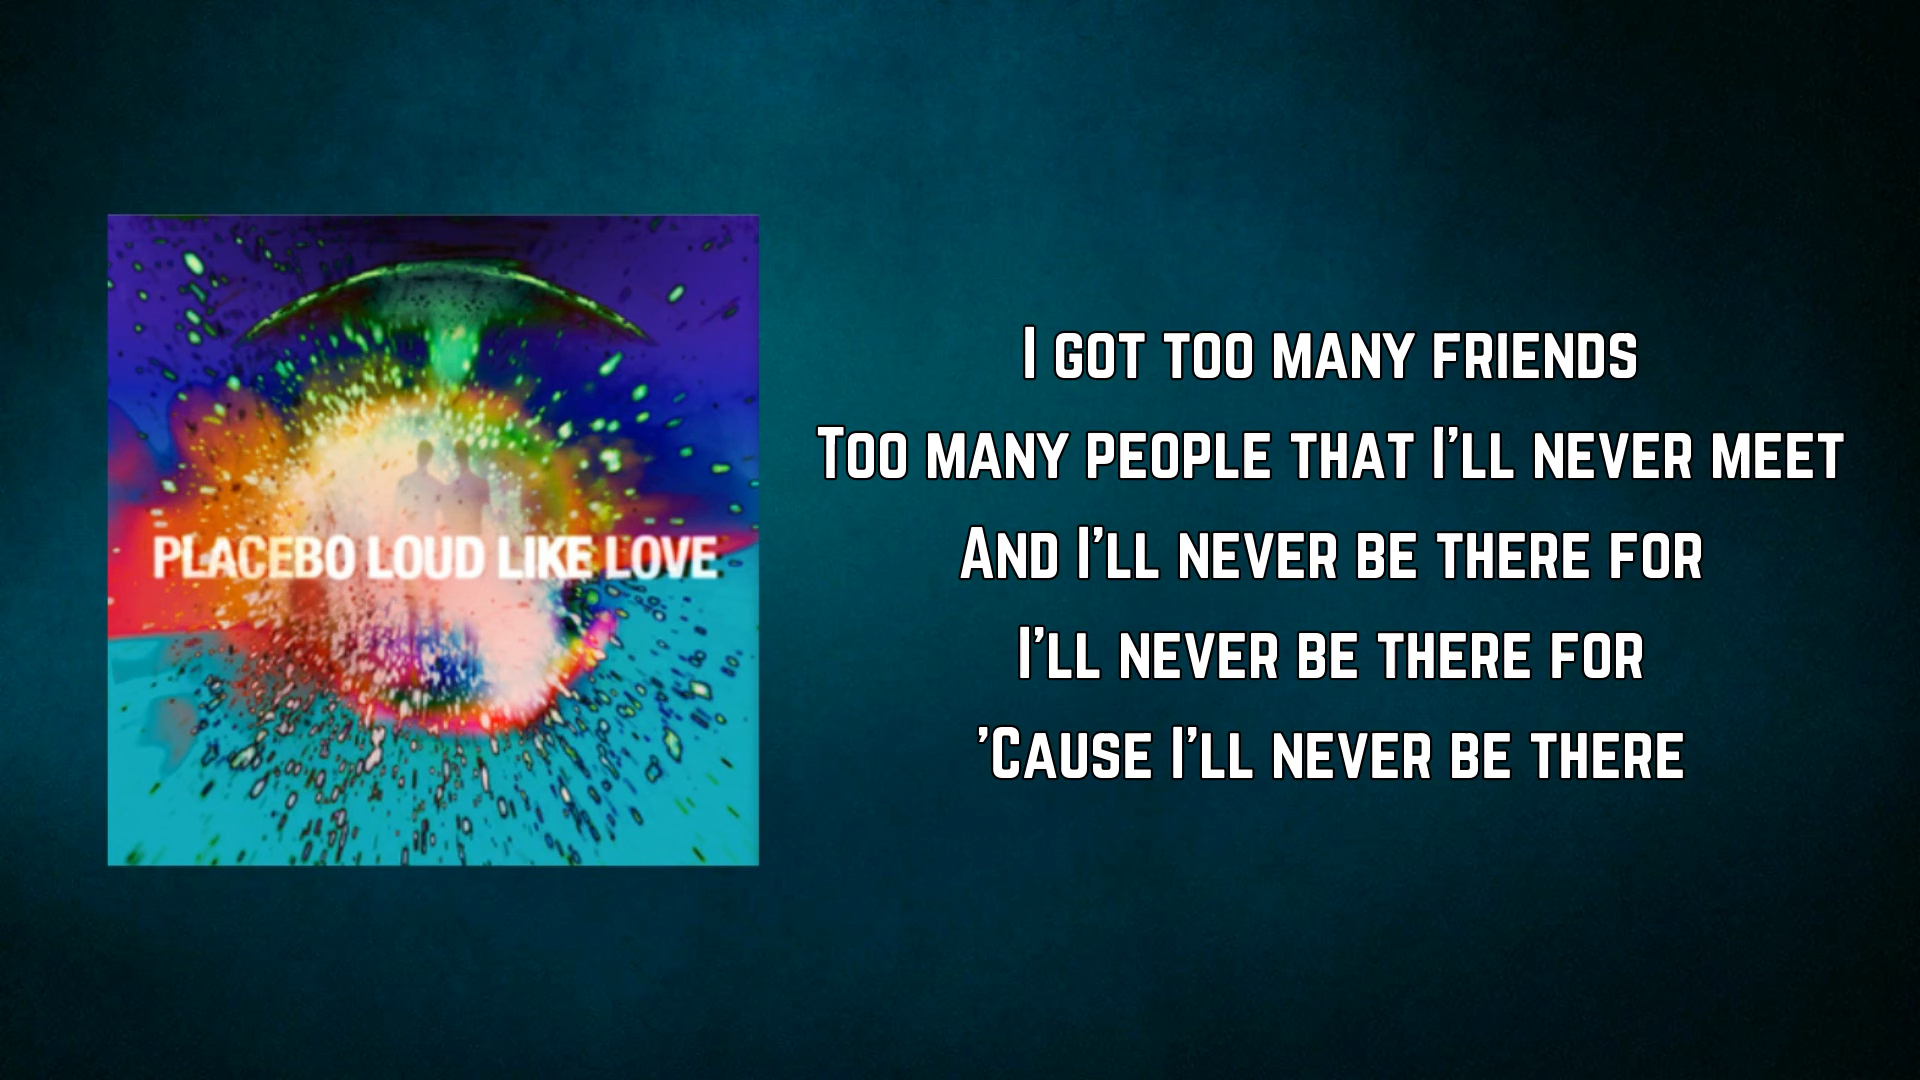 PLACEBO LOUD LIKE LOVE
I GOT TOO MANY FRIENDS
TOO MANY PEOPLE THAT I'LL NEVER MEET
AND I'LL NEVER BE THERE FOR
I'LL NEVER BE THERE FOR
'CAUSE I'LL NEVER BE THERE